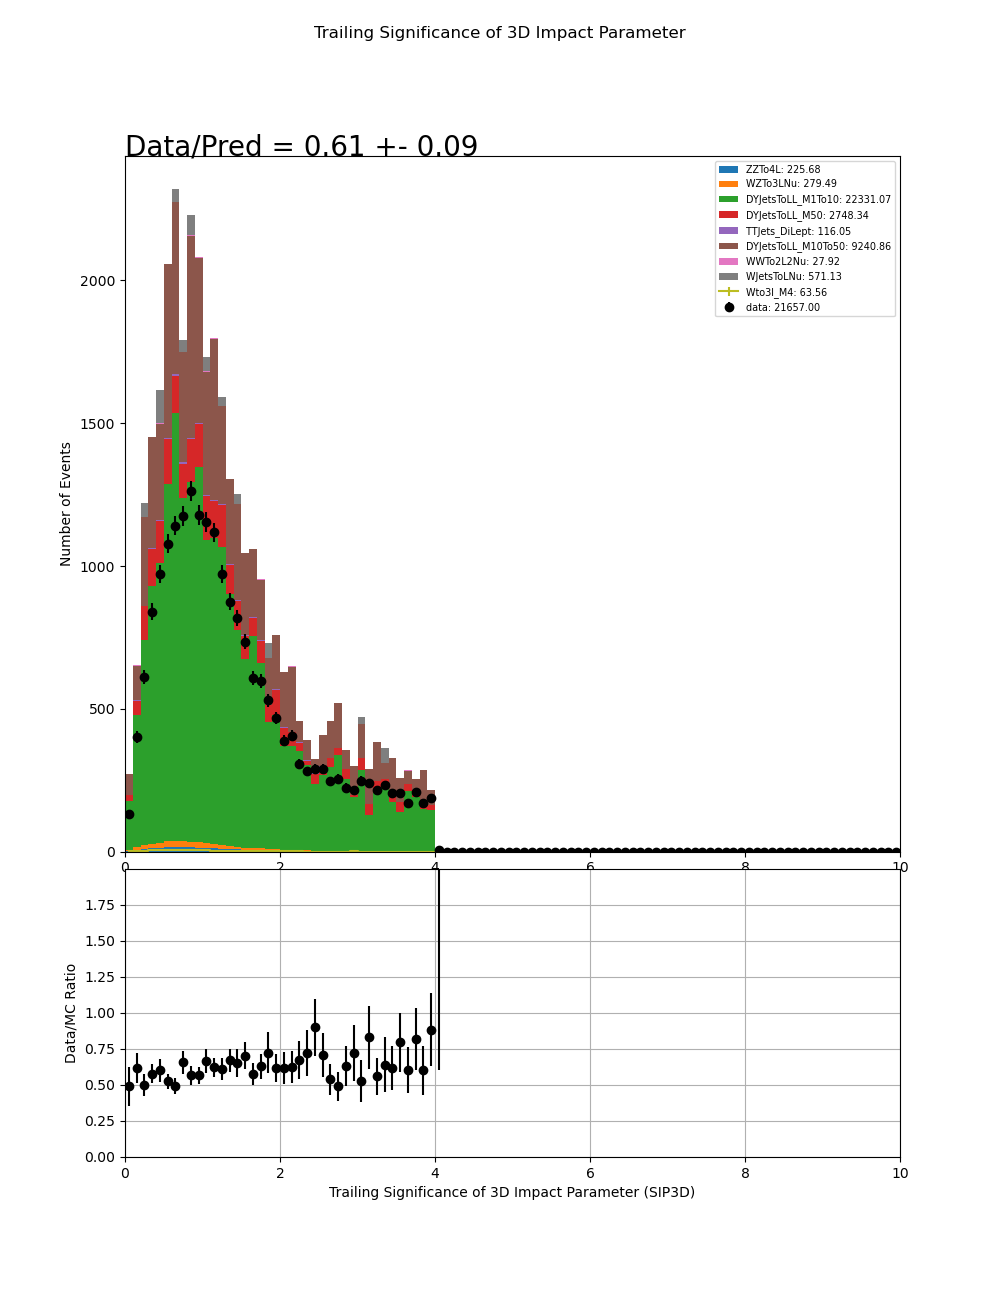 Trailing Significance of 3D Impact Parameter
Data/Pred = 0.61 +- 0.09
ZZTo4L: 225.68
WZTo3LNu: 279.49
DYJetsToLL_M1To10: 22331.07
DYJetsToLL_M50: 2748.34
TTJets_DiLept: 116.05
DYJetsToLL_M10To50: 9240.86
WWTo2L2Nu: 27.92
WJetsToLNu: 571.13
Wto3l_M4: 63.56
data: 21657.00
Number of Events
2000
1500
1000
500
0
0 2 4 6 8 10
Data/MC Ratio
1.75
1.50
1.25
1.00
0.75
0.50
0.25
0.00
0 2 4 6 8 10
Trailing Significance of 3D Impact Parameter (SIP3D)